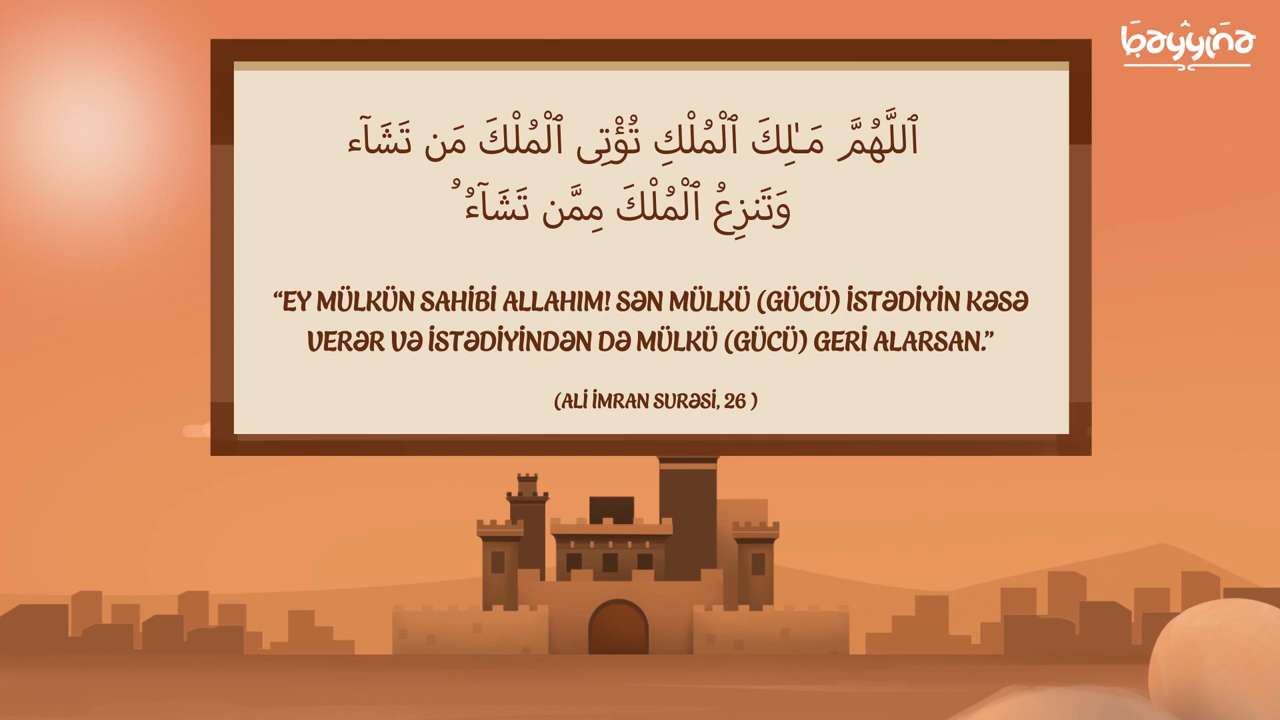 bəyyinə
ٱللَّهُمَّ مَـٰلِكَ ٱلْمُلْكِ تُؤْتِى ٱلْمُلْكَ مَن تَشَآء
وَتَنزِعُ ٱلْمُلْكَ مِمَّن تَشَآءُ ُ
“EY MÜLKÜN SAHİBİ ALLAHIM! SƏN MÜLKÜ (GÜCÜ) İSTƏDİYİN KƏSƏ
VERƏR VƏ İSTƏDİYİNDƏN DƏ MÜLKÜ (GÜCÜ) GERİ ALARSAN.”
(ALİ İMRAN SURƏSİ, 26 )